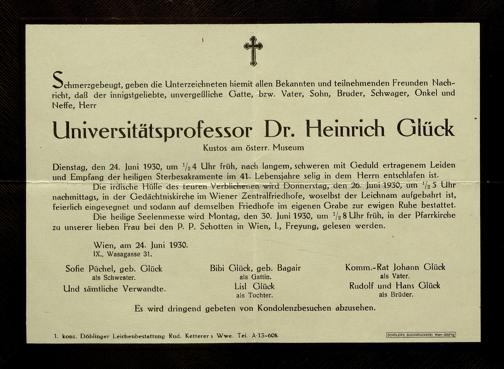 Schmerzgebeugt, geben die Unterzeichneten hiemit allen Bekannten und teilnehmenden Freunden Nach-
richt, daß der innigstgeliebte, unvergeßliche Gatte, bzw. Vater, Sohn, Bruder, Schwager, Onkel und
Neffe, Herr
Universitätsprofessor Dr. Heinrich Glück
Kustos am österr. Museum
Dienstag, den 24. Juni 1930, um 1/2 4 Uhr früh, nach langem, schweren mit Geduld ertragenem Leiden
und Empfang der heiligen Sterbesakramente im 41. Lebensjahre selig in dem Herrn entschlafen ist.
Die irdische Hülle des teuren Verblichenen wird Donnerstag, den 26. Juni 1930, um 1/2 5 Uhr
nachmittags, in der Gedächtniskirche im Wiener Zentralfriedhofe, woselbst der Leichnam aufgebahrt ist,
feierlich eingesegnet und sodann auf demselben Friedhofe im eigenen Grabe zur ewigen Ruhe bestattet.
Die heilige Seelenmesse wird Montag, den 30. Juni 1930, um 1/2 8 Uhr früh, in der Pfarrkirche
zu unserer lieben Frau bei den P. P. Schotten in Wien, I., Freyung, gelesen werden.
Wien, am 24. Juni 1930.
IX., Wasagasse 31.
Sofie Püchel, geb. Glück
als Schwester.
Und sämtliche Verwandte.
Bibi Glück, geb. Bagair
als Gattin.
Lisl Glück
als Tochter.
Komm.-Rat Johann Glück
als Vater.
Rudolf und Hans Glück
als Brüder.
Es wird dringend gebeten von Kondolenzbesuchen abzusehen.
1. konz. Döblinger Leichenbestattung Rud. Ketterer's Wwe. Tel. A-15-608.